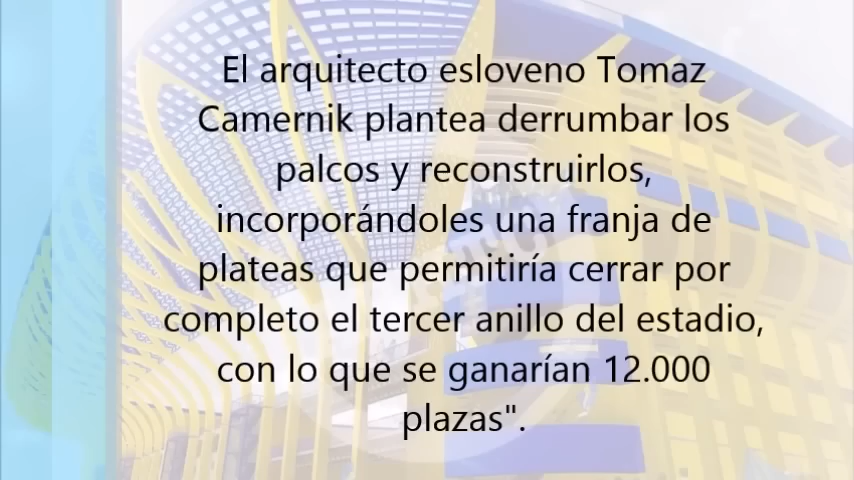 El arquitecto esloveno Tomaz
Camernik plantea derrumbar los
palcos y reconstruirlos,
incorporándoles una franja de
plateas que permitiría cerrar por
completo el tercer anillo del estadio,
con lo que se ganarían 12.000
plazas".